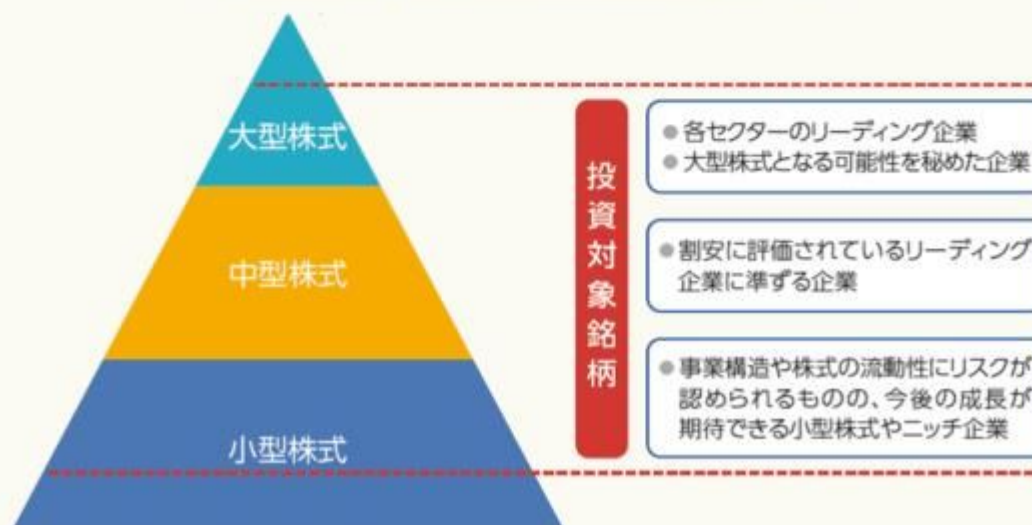 大型株式
中型株式
小型株式
投資対象銘柄
● 各セクターのリーディング企業
● 大型株式となる可能性を秘めた企業
● 割安に評価されているリーディング
企業に準ずる企業
● 事業構造や株式の流動性にリスクが
認められるものの、今後の成長が
期待できる小型株式やニッチ企業